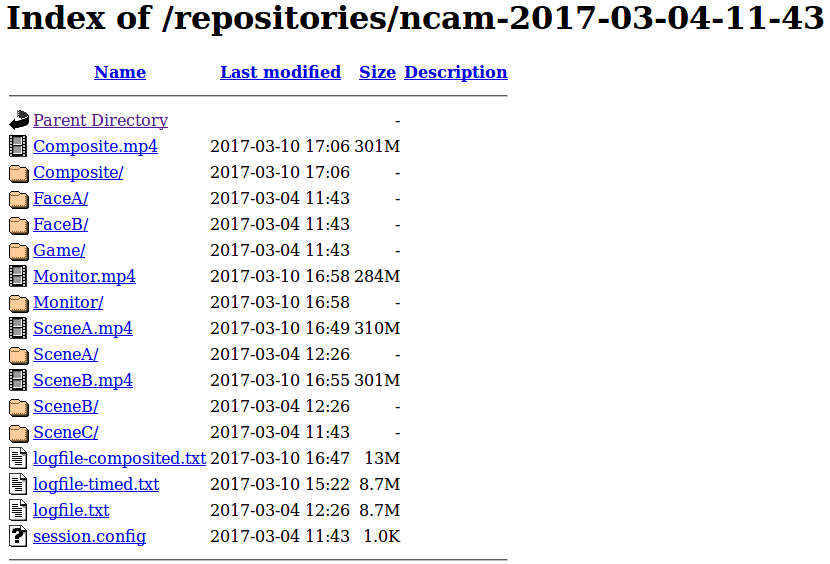 Index of /repositories/ncam-2017-03-04-11-43
Name Last modified Size Description
Parent Directory -
Composite.mp4 2017-03-10 17:06 301M
Composite/ 2017-03-10 17:06 -
FaceA/ 2017-03-04 11:43 -
FaceB/ 2017-03-04 11:43 -
Game/ 2017-03-04 11:43 -
Monitor.mp4 2017-03-10 16:58 284M
Monitor/ 2017-03-10 16:58 -
SceneA.mp4 2017-03-10 16:49 310M
SceneA/ 2017-03-04 12:26 -
SceneB.mp4 2017-03-10 16:55 301M
SceneB/ 2017-03-04 12:26 -
SceneC/ 2017-03-04 11:43 -
logfile-composited.txt 2017-03-10 16:47 13M
logfile-timed.txt 2017-03-10 15:22 8.7M
logfile.txt 2017-03-04 12:26 8.7M
session.config 2017-03-04 11:43 1.0K